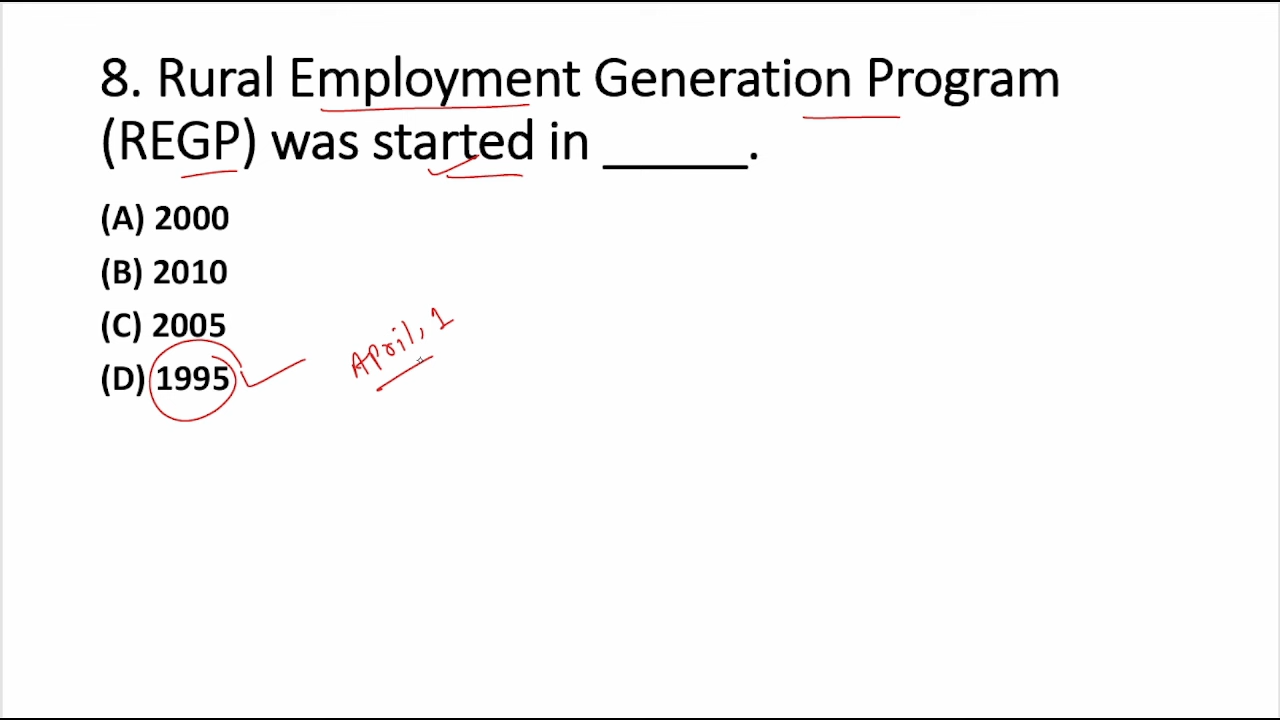 8. Rural Employment Generation Program
(REGP) was started in ______.
(A) 2000
(B) 2010
(C) 2005
(D) 1995
April, 1